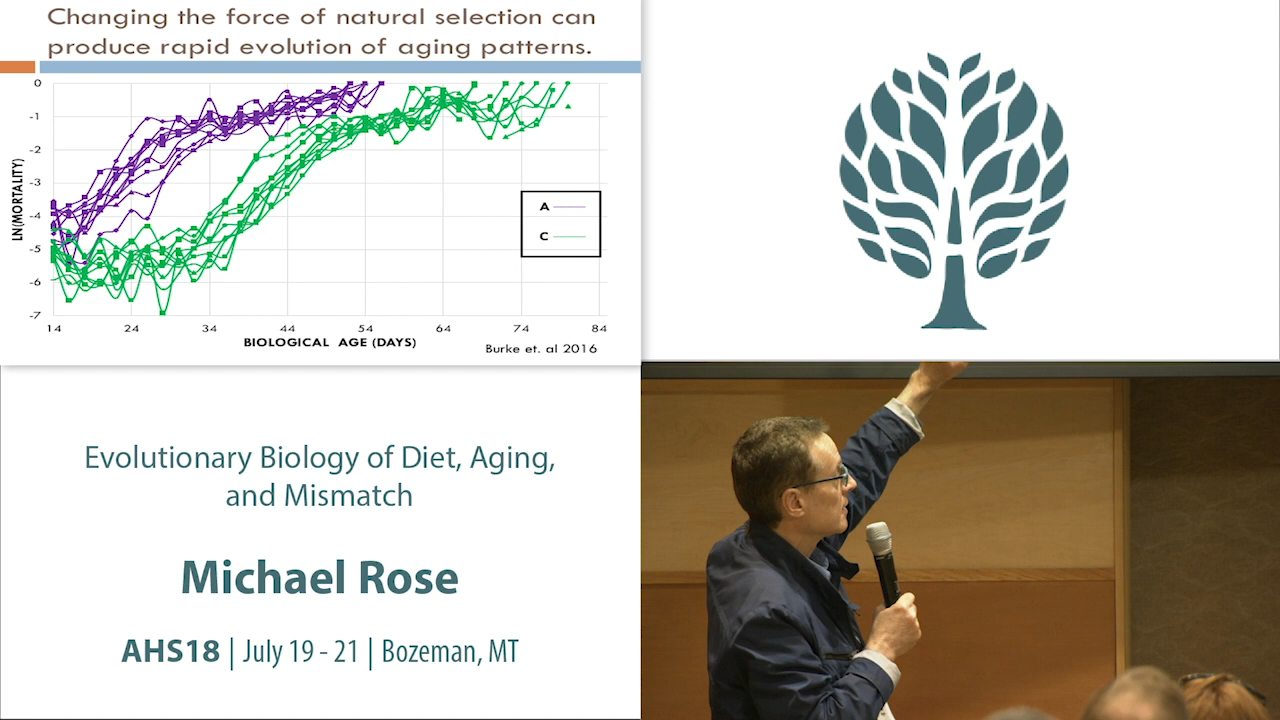 Changing the force of natural selection can
produce rapid evolution of aging patterns.
0
-1
-2
-3
-4
-5
-6
-7
LN(MORTALITY)
14 24 34 44 54 64 74 84
BIOLOGICAL AGE (DAYS)
A
C
Burke et. al 2016
Evolutionary Biology of Diet, Aging,
and Mismatch
Michael Rose
AHS18 | July 19 - 21 | Bozeman, MT